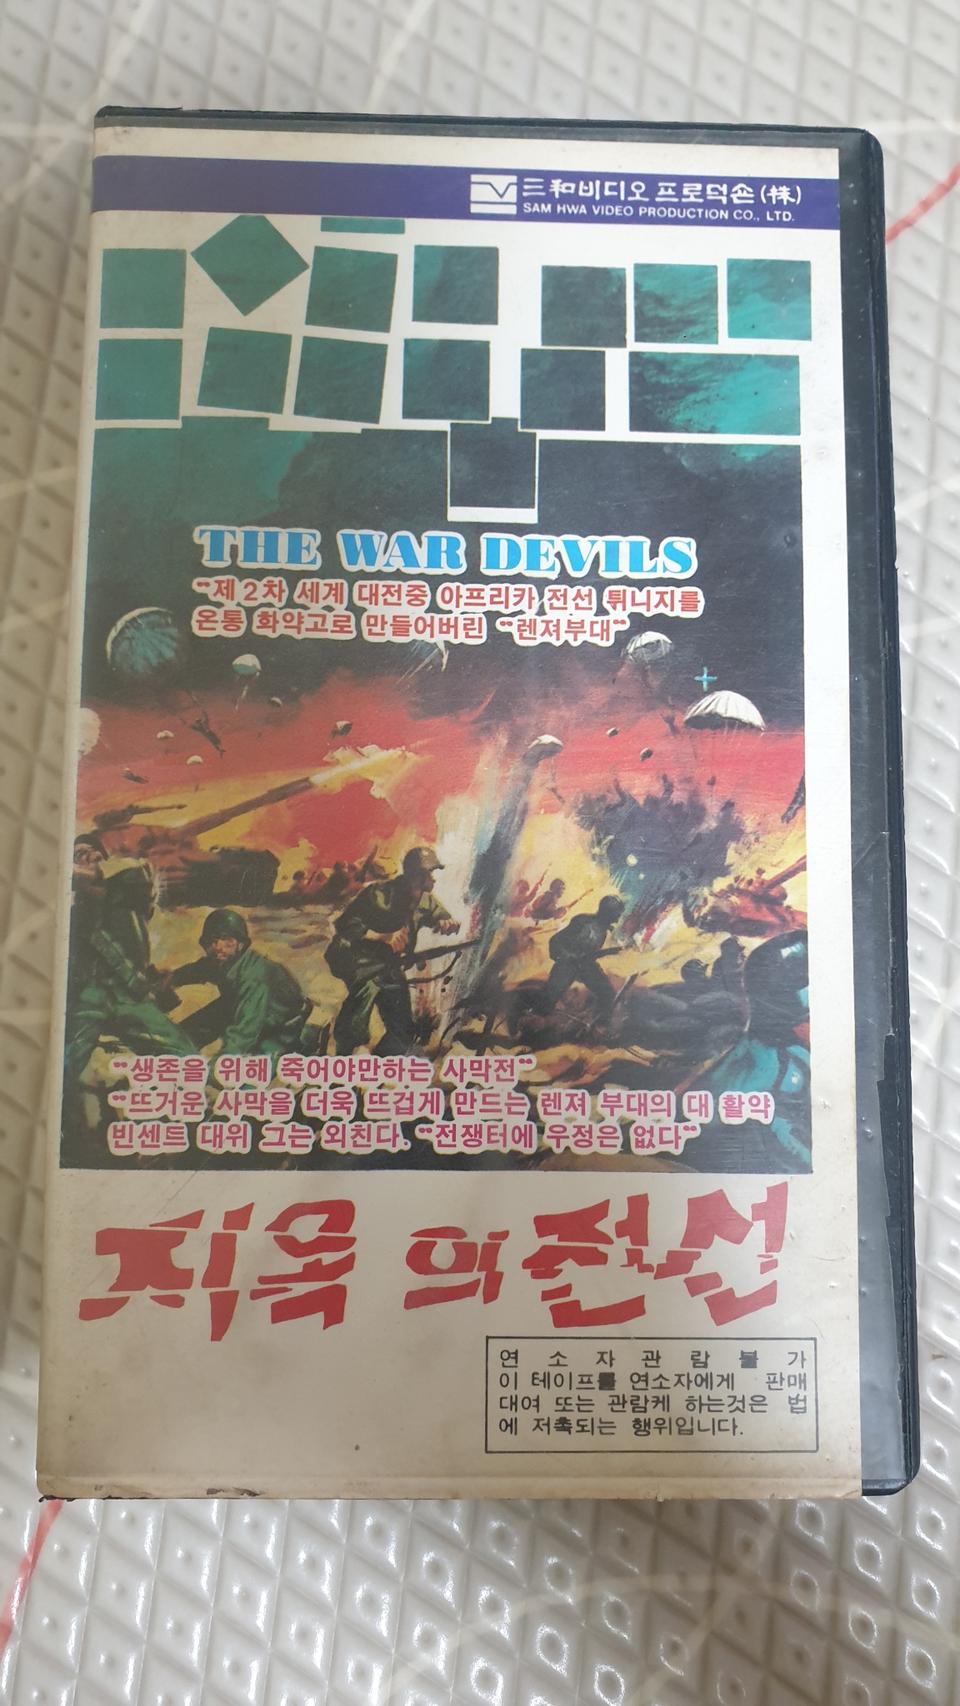 三和비디오 프로덕숀(株)
SAM HWA VIDEO PRODUCTION CO., LTD.
THE WAR DEVILS
"제2차 세계 대전중 아프리카 전선 튀니지를
온통 화약고로 만들어버린 "렌져부대"
"생존을 위해 죽어야만하는 사막전"
"뜨거운 사막을 더욱 뜨겁게 만드는 렌져 부대의 대 활약
빈센트 대위 그는 외친다. "전쟁터에 우정은 없다"
지옥의전선
연소자관람불가
이 테이프를 연소자에게 판매
대여 또는 관람케 하는것은 법
에 저촉되는 행위입니다.